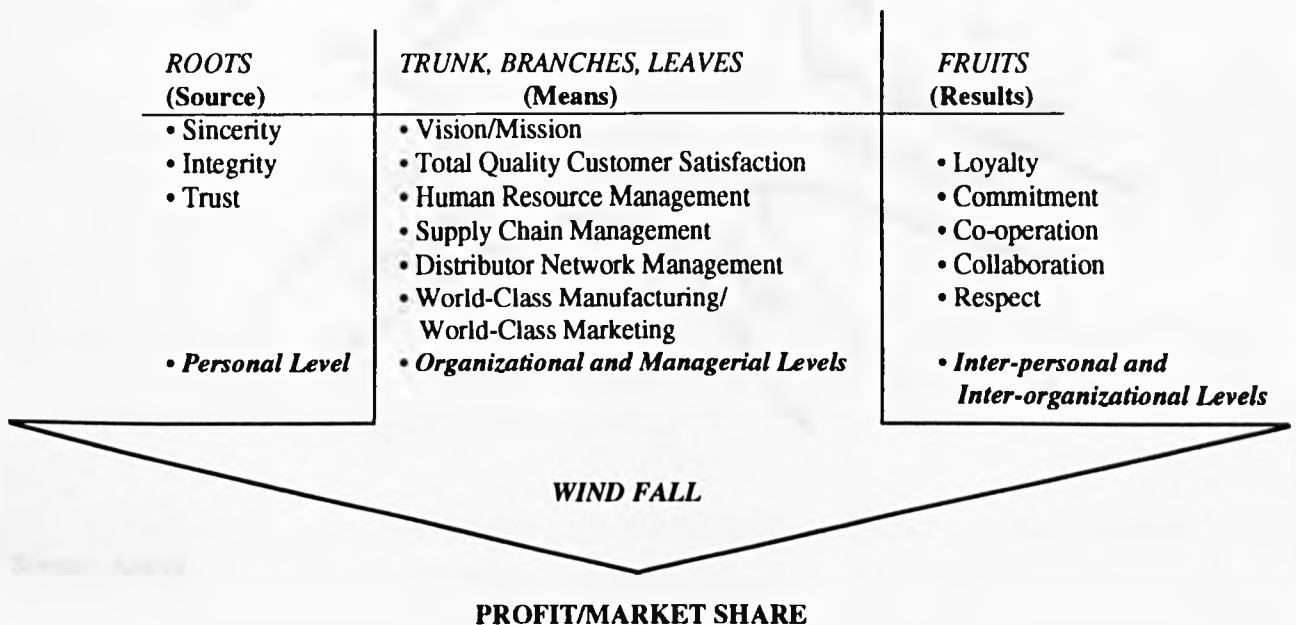 ROOTS
(Source)
• Sincerity
• Integrity
• Trust
• Personal Level
TRUNK, BRANCHES, LEAVES
(Means)
• Vision/Mission
• Total Quality Customer Satisfaction
• Human Resource Management
• Supply Chain Management
• Distributor Network Management
• World-Class Manufacturing/
World-Class Marketing
• Organizational and Managerial Levels
FRUITS
(Results)
• Loyalty
• Commitment
• Co-operation
• Collaboration
• Respect
• Inter-personal and
Inter-organizational Levels
WIND FALL
PROFIT/MARKET SHARE